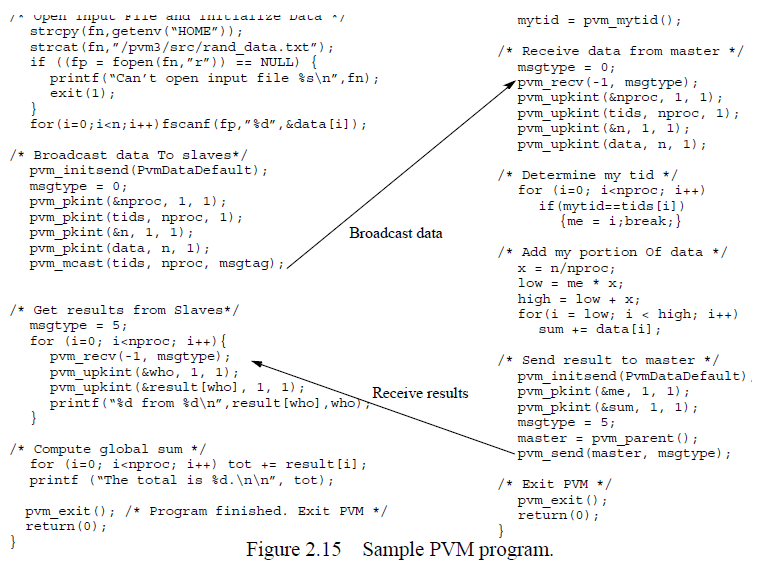 /* Open Input File and Initialize Data */
strcpy(fn,getenv(“HOME”));
strcat(fn,”/pvm3/src/rand_data.txt”);
if ((fp = fopen(fn,”r”)) == NULL) {
printf(“Can’t open input file %s\n”,fn);
exit(1);
}
for(i=0;i<n;i++)fscanf(fp,”%d”,&data[i]);
/* Broadcast data To slaves*/
pvm_initsend(PvmDataDefault);
msgtype = 0;
pvm_pkint(&nproc, 1, 1);
pvm_pkint(tids, nproc, 1);
pvm_pkint(&n, 1, 1);
pvm_pkint(data, n, 1);
pvm_mcast(tids, nproc, msgtag);
/* Get results from Slaves*/
msgtype = 5;
for (i=0; i<nproc; i++){
pvm_recv(-1, msgtype);
pvm_upkint(&who, 1, 1);
pvm_upkint(&result[who], 1, 1);
printf(“%d from %d\n”,result[who],who);
}
/* Compute global sum */
for (i=0; i<nproc; i++) tot += result[i];
printf (“The total is %d.\n\n”, tot);
pvm_exit(); /* Program finished. Exit PVM */
return(0);
}
Broadcast data
Receive results
mytid = pvm_mytid();
/* Receive data from master */
msgtype = 0;
pvm_recv(-1, msgtype);
pvm_upkint(&nproc, 1, 1);
pvm_upkint(tids, nproc, 1);
pvm_upkint(&n, 1, 1);
pvm_upkint(data, n, 1);
/* Determine my tid */
for (i=0; i<nproc; i++)
if(mytid==tids[i])
{me = i;break;}
/* Add my portion Of data */
x = n/nproc;
low = me * x;
high = low + x;
for(i = low; i < high; i++)
sum += data[i];
/* Send result to master */
pvm_initsend(PvmDataDefault)
pvm_pkint(&me, 1, 1);
pvm_pkint(&sum, 1, 1);
msgtype = 5;
master = pvm_parent();
pvm_send(master, msgtype);
/* Exit PVM */
pvm_exit();
return(0);
}
Figure 2.15 Sample PVM program.